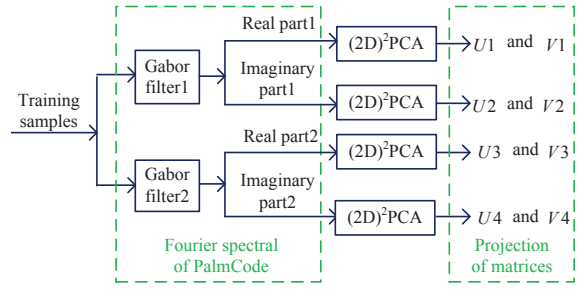 Training
samples
Gabor
filter1
Real part1
Imaginary
part1
(2D)²PCA
U1 and V1
(2D)²PCA
U2 and V2
Gabor
filter2
Real part2
Imaginary
part2
(2D)²PCA
U3 and V3
(2D)²PCA
U4 and V4
Fourier spectral
of PalmCode
Projection
of matrices